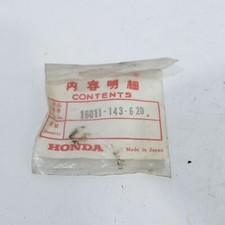 内容明細
CONTENTS
16011-143-620
HONDA
Made in Japan